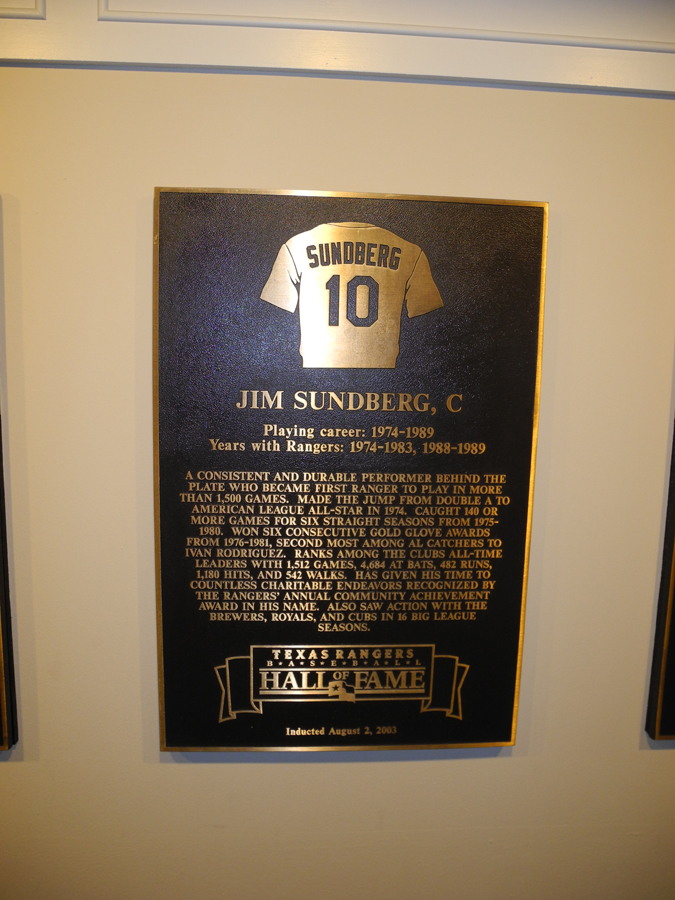 SUNDBERG
10
JIM SUNDBERG, C
Playing career: 1974-1989
Years with Rangers: 1974-1983, 1988-1989
A CONSISTENT AND DURABLE PERFORMER BEHIND THE
PLATE WHO BECAME FIRST RANGER TO PLAY IN MORE
THAN 1,500 GAMES. MADE THE JUMP FROM DOUBLE A TO
AMERICAN LEAGUE ALL-STAR IN 1974. CAUGHT 140 OR
MORE GAMES FOR SIX STRAIGHT SEASONS FROM 1975-
1980. WON SIX CONSECUTIVE GOLD GLOVE AWARDS
FROM 1976-1981, SECOND MOST AMONG AL CATCHERS TO
IVAN RODRIGUEZ. RANKS AMONG THE CLUBS ALL-TIME
LEADERS WITH 1,512 GAMES, 4,684 AT BATS, 482 RUNS,
1,180 HITS, AND 542 WALKS. HAS GIVEN HIS TIME TO
COUNTLESS CHARITABLE ENDEAVORS RECOGNIZED BY
THE RANGERS' ANNUAL COMMUNITY ACHIEVEMENT
AWARD IN HIS NAME. ALSO SAW ACTION WITH THE
BREWERS, ROYALS, AND CUBS IN 16 BIG LEAGUE
SEASONS.
TEXAS RANGERS
B★A★S★E★B★A★L★L
HALL OF FAME
Inducted August 2, 2003